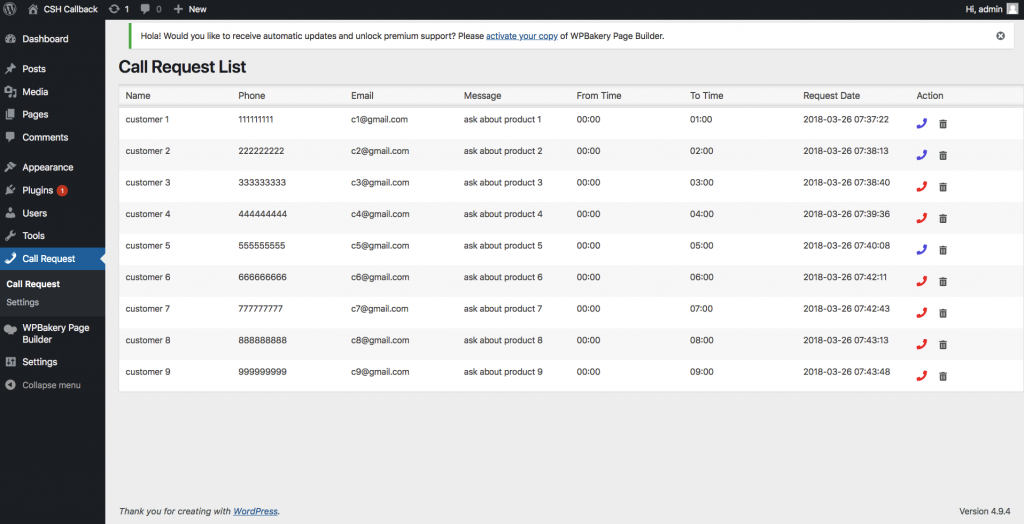 CSH Callback 1 0 New Hi, admin
Dashboard
Posts
Media
Pages
Comments
Appearance
Plugins 1
Users
Tools
Call Request
Call Request
Settings
WPBakery Page
Builder
Settings
Collapse menu
Hola! Would you like to receive automatic updates and unlock premium support? Please activate your copy of WPBakery Page Builder.
Call Request List
Name Phone Email Message From Time To Time Request Date Action
customer 1 111111111 c1@gmail.com ask about product 1 00:00 01:00 2018-03-26 07:37:22
customer 2 222222222 c2@gmail.com ask about product 2 00:00 02:00 2018-03-26 07:38:13
customer 3 333333333 c3@gmail.com ask about product 3 00:00 03:00 2018-03-26 07:38:40
customer 4 444444444 c4@gmail.com ask about product 4 00:00 04:00 2018-03-26 07:39:36
customer 5 555555555 c5@gmail.com ask about product 5 00:00 05:00 2018-03-26 07:40:08
customer 6 666666666 c6@gmail.com ask about product 6 00:00 06:00 2018-03-26 07:42:11
customer 7 777777777 c7@gmail.com ask about product 7 00:00 07:00 2018-03-26 07:42:43
customer 8 888888888 c8@gmail.com ask about product 8 00:00 08:00 2018-03-26 07:43:13
customer 9 999999999 c9@gmail.com ask about product 9 00:00 09:00 2018-03-26 07:43:48
Thank you for creating with WordPress. Version 4.9.4